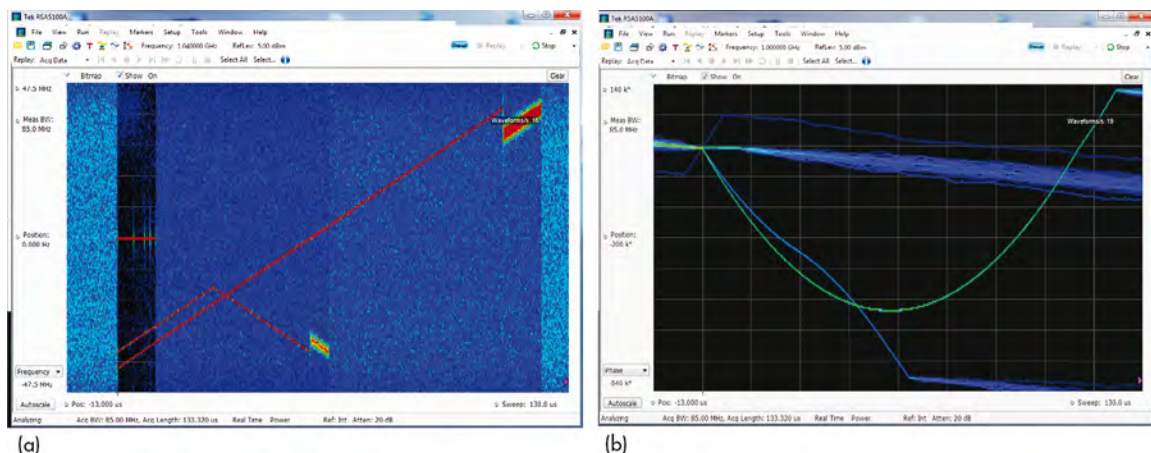 Tek RSA5100A
File View Run Replay Markers Setup Tools Window Help
Frequency: 1.040000 GHz RefLev: 5.00 dBm
Replay
Stop
Replay: Acq Data
Select All Select...
Bitmap Show On
Clear
47.5 MHz
Meas BW:
85.0 MHz
Waveforms/s: 16
Position:
0.000 Hz
Frequency
-47.5 MHz
Autoscale
Pos: -13.000 us
Sweep: 130.0 us
Analyzing
Acq BW: 85.00 MHz, Acq Length: 133.320 us
Real Time
Power
Ref: Int
Atten: 20 dB
(a)
Tek RSA5100A
File View Run Replay Markers Setup Tools Window Help
Frequency: 1.000000 GHz RefLev: 5.00 dBm
Replay
Stop
Replay: Acq Data
Select All Select...
Bitmap Show On
Clear
140 k°
Meas BW:
85.0 MHz
Waveforms/s: 19
Position:
Phase
Autoscale
Pos: -13.000 us
Sweep: 130.0 us
Analyzing
Acq BW: 85.00 MHz, Acq Length: 133.320 us
Real Time
Power
Ref: Int
Atten: 20 dB
(b)